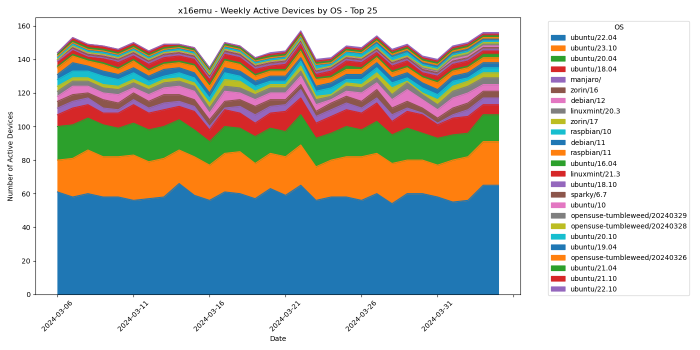 x16emu - Weekly Active Devices by OS - Top 25
Number of Active Devices
160
140
120
100
80
60
40
20
0
2024-03-06
2024-03-11
2024-03-16
2024-03-21
2024-03-26
2024-03-31
Date
OS
ubuntu/22.04
ubuntu/23.10
ubuntu/20.04
ubuntu/18.04
manjaro/
zorin/16
debian/12
linuxmint/20.3
zorin/17
raspbian/10
debian/11
raspbian/11
ubuntu/16.04
linuxmint/21.3
ubuntu/18.10
sparky/6.7
ubuntu/10
opensuse-tumbleweed/20240329
opensuse-tumbleweed/20240328
ubuntu/20.10
ubuntu/19.04
opensuse-tumbleweed/20240326
ubuntu/21.04
ubuntu/21.10
ubuntu/22.10